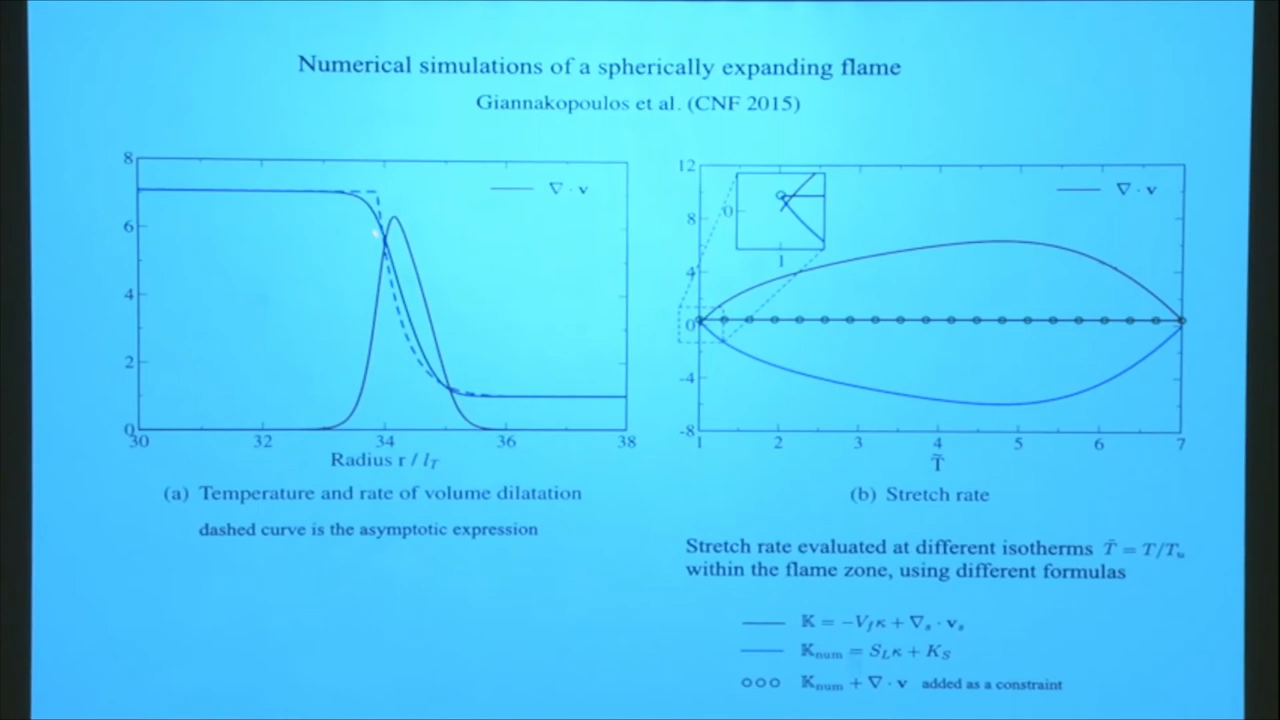 Numerical simulations of a spherically expanding flame
Giannakopoulos et al. (CNF 2015)
8
6
4
2
0
30
32
34
36
38
∇ · v
Radius r / l_T
(a) Temperature and rate of volume dilatation
dashed curve is the asymptotic expression
12
8
4
0
-4
-8
1
2
3
4
5
6
7
0
1
∇ · v
T̃
(b) Stretch rate
Stretch rate evaluated at different isotherms T̃ = T/Tᵤ
within the flame zone, using different formulas
𝕂 = −V_f κ + ∇ₛ · vₛ
𝕂_num = S_L κ + K_S
𝕂_num + ∇ · v added as a constraint